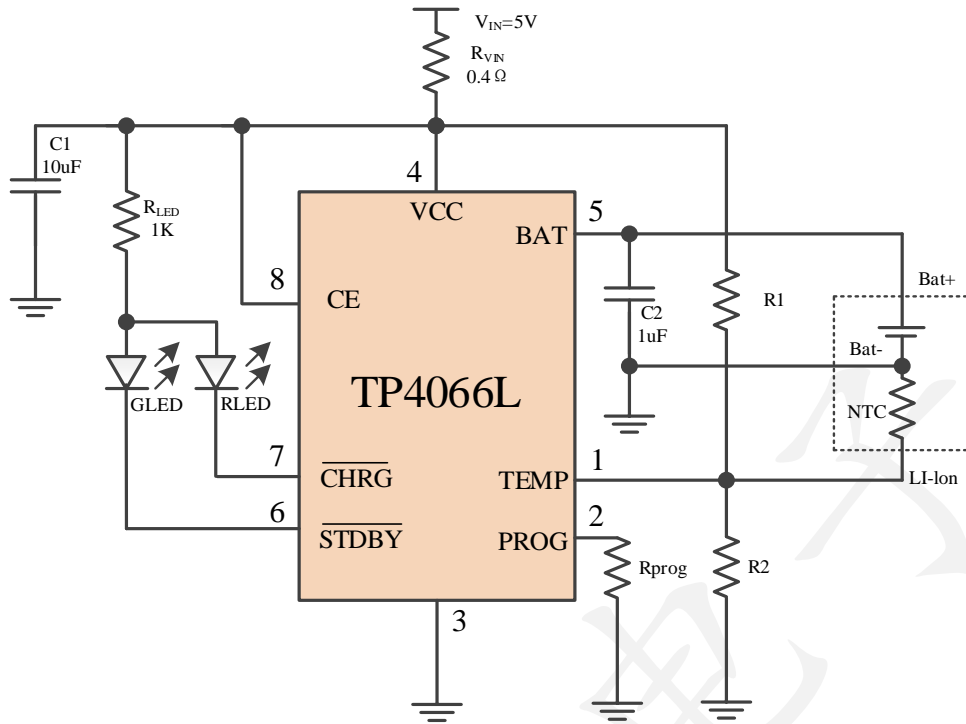 VIN=5V
RVIN
0.4Ω
C1
10uF
4
VCC
5
RLED
1K
BAT
8
CE
Bat+
R1
C2
1uF
Bat-
TP4066L
GLED
RLED
NTC
7
CHRG
1
TEMP
LI-lon
6
STDBY
2
PROG
Rprog
R2
3